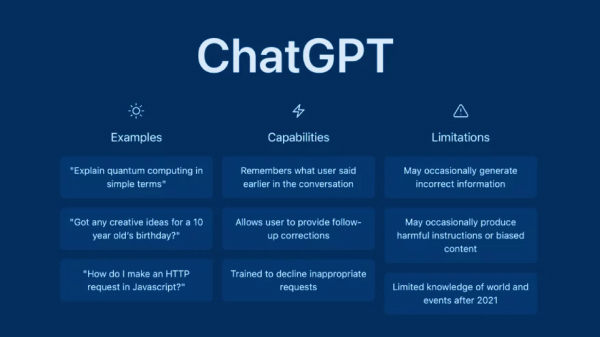 ChatGPT
Examples
"Explain quantum computing in
simple terms"
"Got any creative ideas for a 10
year old's birthday?"
"How do I make an HTTP
request in Javascript?"
Capabilities
Remembers what user said
earlier in the conversation
Allows user to provide follow-
up corrections
Trained to decline inappropriate
requests
Limitations
May occasionally generate
incorrect information
May occasionally produce
harmful instructions or biased
content
Limited knowledge of world and
events after 2021